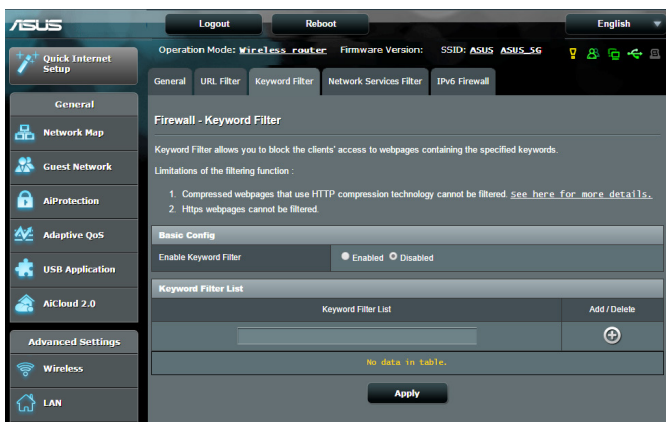 ASUS Logout Reboot English
Operation Mode: Wireless router Firmware Version: SSID: ASUS ASUS_5G
Quick Internet Setup
General
Network Map
Guest Network
AiProtection
Adaptive QoS
USB Application
AiCloud 2.0
Advanced Settings
Wireless
LAN
General URL Filter Keyword Filter Network Services Filter IPv6 Firewall
Firewall - Keyword Filter
Keyword Filter allows you to block the clients' access to webpages containing the specified keywords.
Limitations of the filtering function :
1. Compressed webpages that use HTTP compression technology cannot be filtered. See here for more details.
2. Https webpages cannot be filtered.
Basic Config
Enable Keyword Filter Enabled Disabled
Keyword Filter List
Keyword Filter List Add / Delete
No data in table.
Apply